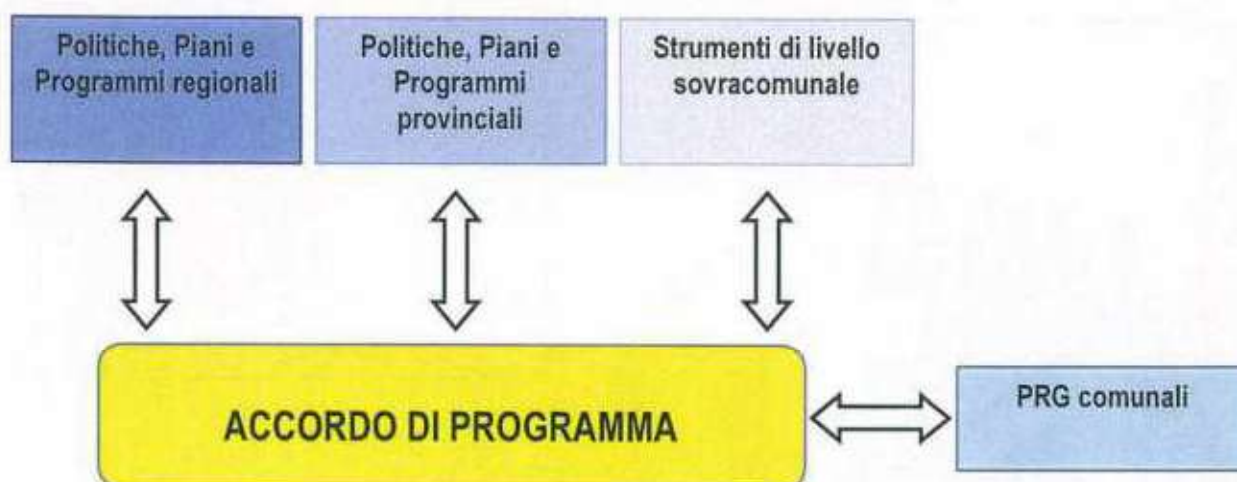 Politiche, Piani e
Programmi regionali
Politiche, Piani e
Programmi
provinciali
Strumenti di livello
sovracomunale
ACCORDO DI PROGRAMMA
PRG comunali